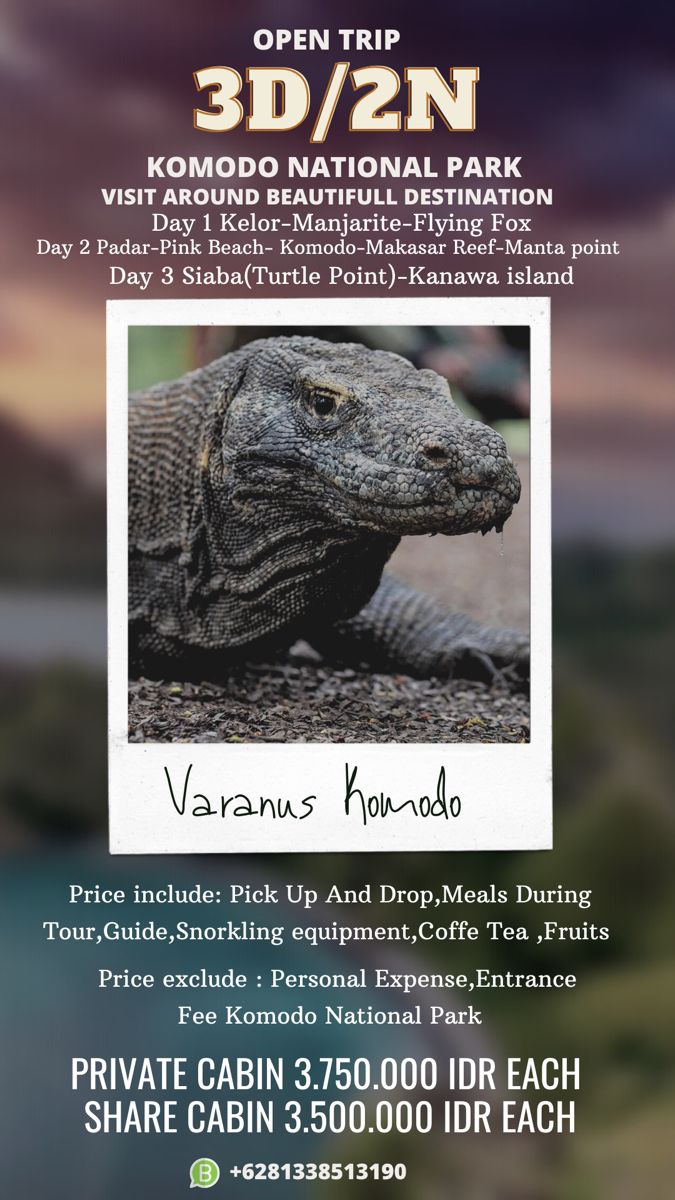 OPEN TRIP
3D/2N
KOMODO NATIONAL PARK
VISIT AROUND BEAUTIFULL DESTINATION
Day 1 Kelor-Manjarite-Flying Fox
Day 2 Padar-Pink Beach- Komodo-Makasar Reef-Manta point
Day 3 Siaba(Turtle Point)-Kanawa island
Varanus Komodo
Price include: Pick Up And Drop,Meals During
Tour,Guide,Snorkling equipment,Coffe Tea ,Fruits
Price exclude : Personal Expense,Entrance
Fee Komodo National Park
PRIVATE CABIN 3.750.000 IDR EACH
SHARE CABIN 3.500.000 IDR EACH
B +6281338513190